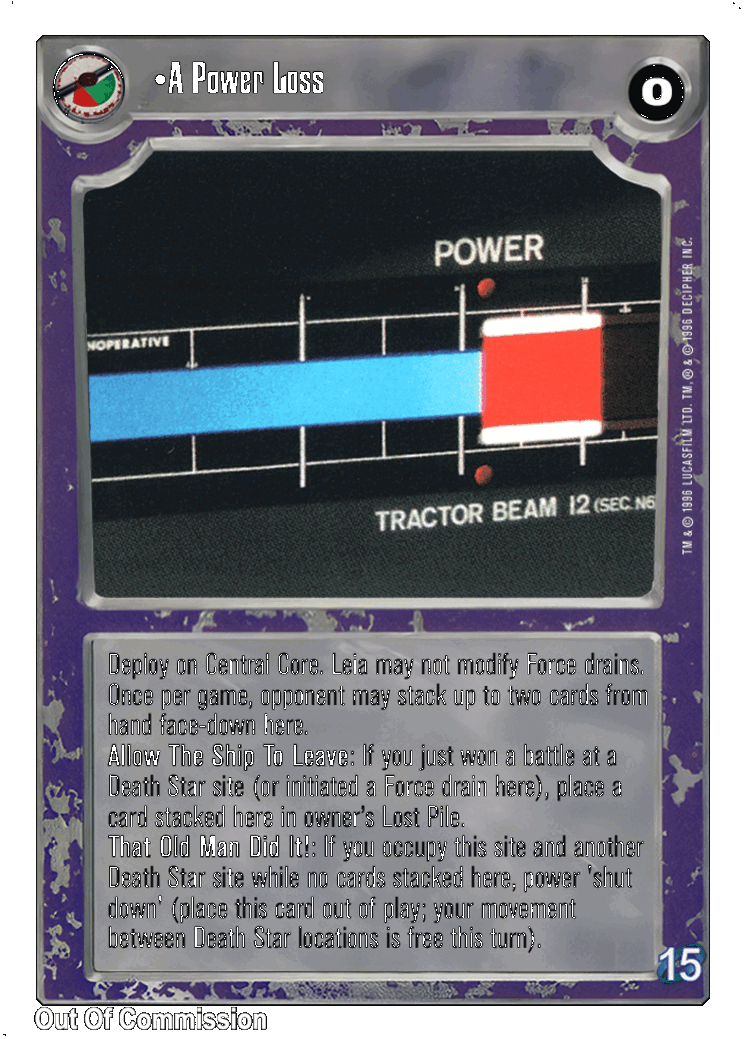 •A Power Loss
0
POWER
NOPERATIVE
TRACTOR BEAM 12 (SEC. N6
TM & © 1996 LUCASFILM LTD. TM, ® & © 1996 DECIPHER INC.
Deploy on Central Core. Leia may not modify Force drains.
Once per game, opponent may stack up to two cards from
hand face-down here.
Allow The Ship To Leave: If you just won a battle at a
Death Star site (or initiated a Force drain here), place a
card stacked here in owner's Lost Pile.
That Old Man Did It!: If you occupy this site and another
Death Star site while no cards stacked here, power 'shut
down' (place this card out of play; your movement
between Death Star locations is free this turn).
15
Out Of Commission